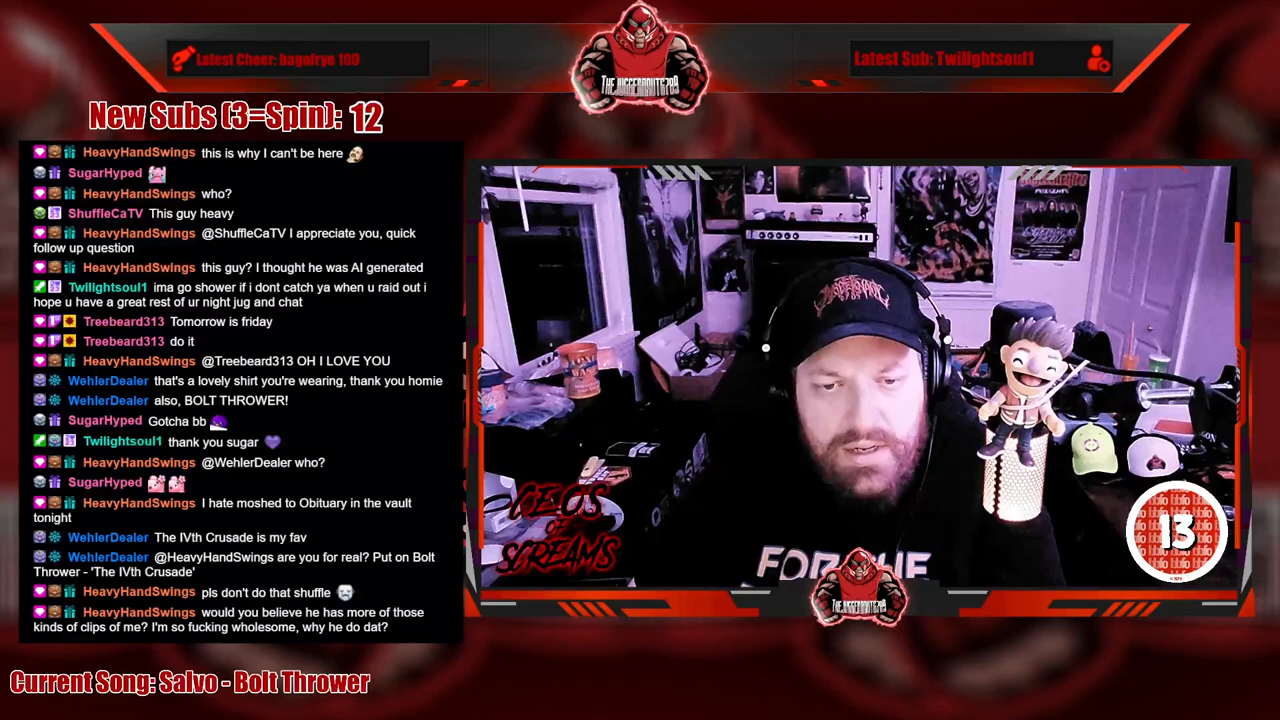 Latest Cheer: bagofrye 100
Latest Sub: Twilightsoul1
THEJUGGERNAUT6789
New Subs (3=Spin): 12
HeavyHandSwings this is why I can't be here
SugarHyped
HeavyHandSwings who?
ShuffleCaTV This guy heavy
HeavyHandSwings @ShuffleCaTV I appreciate you, quick
follow up question
HeavyHandSwings this guy? I thought he was AI generated
Twilightsoul1 ima go shower if i dont catch ya when u raid out i
hope u have a great rest of ur night jug and chat
Treebeard313 Tomorrow is friday
Treebeard313 do it
HeavyHandSwings @Treebeard313 OH I LOVE YOU
WehlerDealer that's a lovely shirt you're wearing, thank you homie
WehlerDealer also, BOLT THROWER!
SugarHyped Gotcha bb
Twilightsoul1 thank you sugar
HeavyHandSwings @WehlerDealer who?
SugarHyped
HeavyHandSwings I hate moshed to Obituary in the vault
tonight
WehlerDealer The IVth Crusade is my fav
WehlerDealer @HeavyHandSwings are you for real? Put on Bolt
Thrower - 'The IVth Crusade'
HeavyHandSwings pls don't do that shuffle
HeavyHandSwings would you believe he has more of those
kinds of clips of me? I'm so fucking wholesome, why he do dat?
PRESENTS
OF
SCREAMS
13
FOR THE
Current Song: Salvo - Bolt Thrower